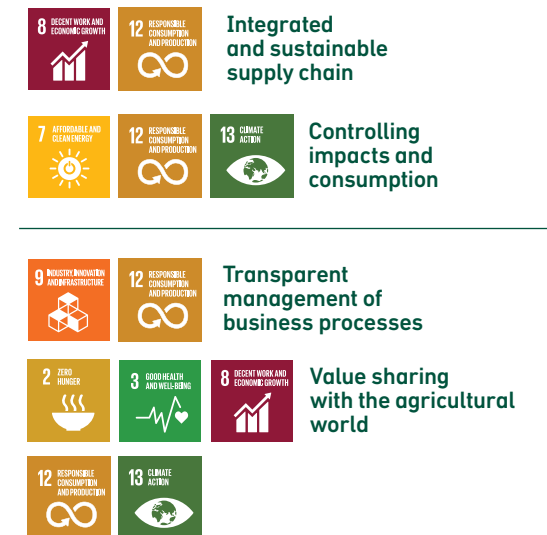 8 DECENT WORK AND
ECONOMIC GROWTH
12 RESPONSIBLE
CONSUMPTION
AND PRODUCTION
Integrated
and sustainable
supply chain
7 AFFORDABLE AND
CLEAN ENERGY
12 RESPONSIBLE
CONSUMPTION
AND PRODUCTION
13 CLIMATE
ACTION
Controlling
impacts and
consumption
9 INDUSTRY, INNOVATION
AND INFRASTRUCTURE
12 RESPONSIBLE
CONSUMPTION
AND PRODUCTION
Transparent
management of
business processes
2 ZERO
HUNGER
3 GOOD HEALTH
AND WELL-BEING
8 DECENT WORK AND
ECONOMIC GROWTH
Value sharing
with the agricultural
world
12 RESPONSIBLE
CONSUMPTION
AND PRODUCTION
13 CLIMATE
ACTION